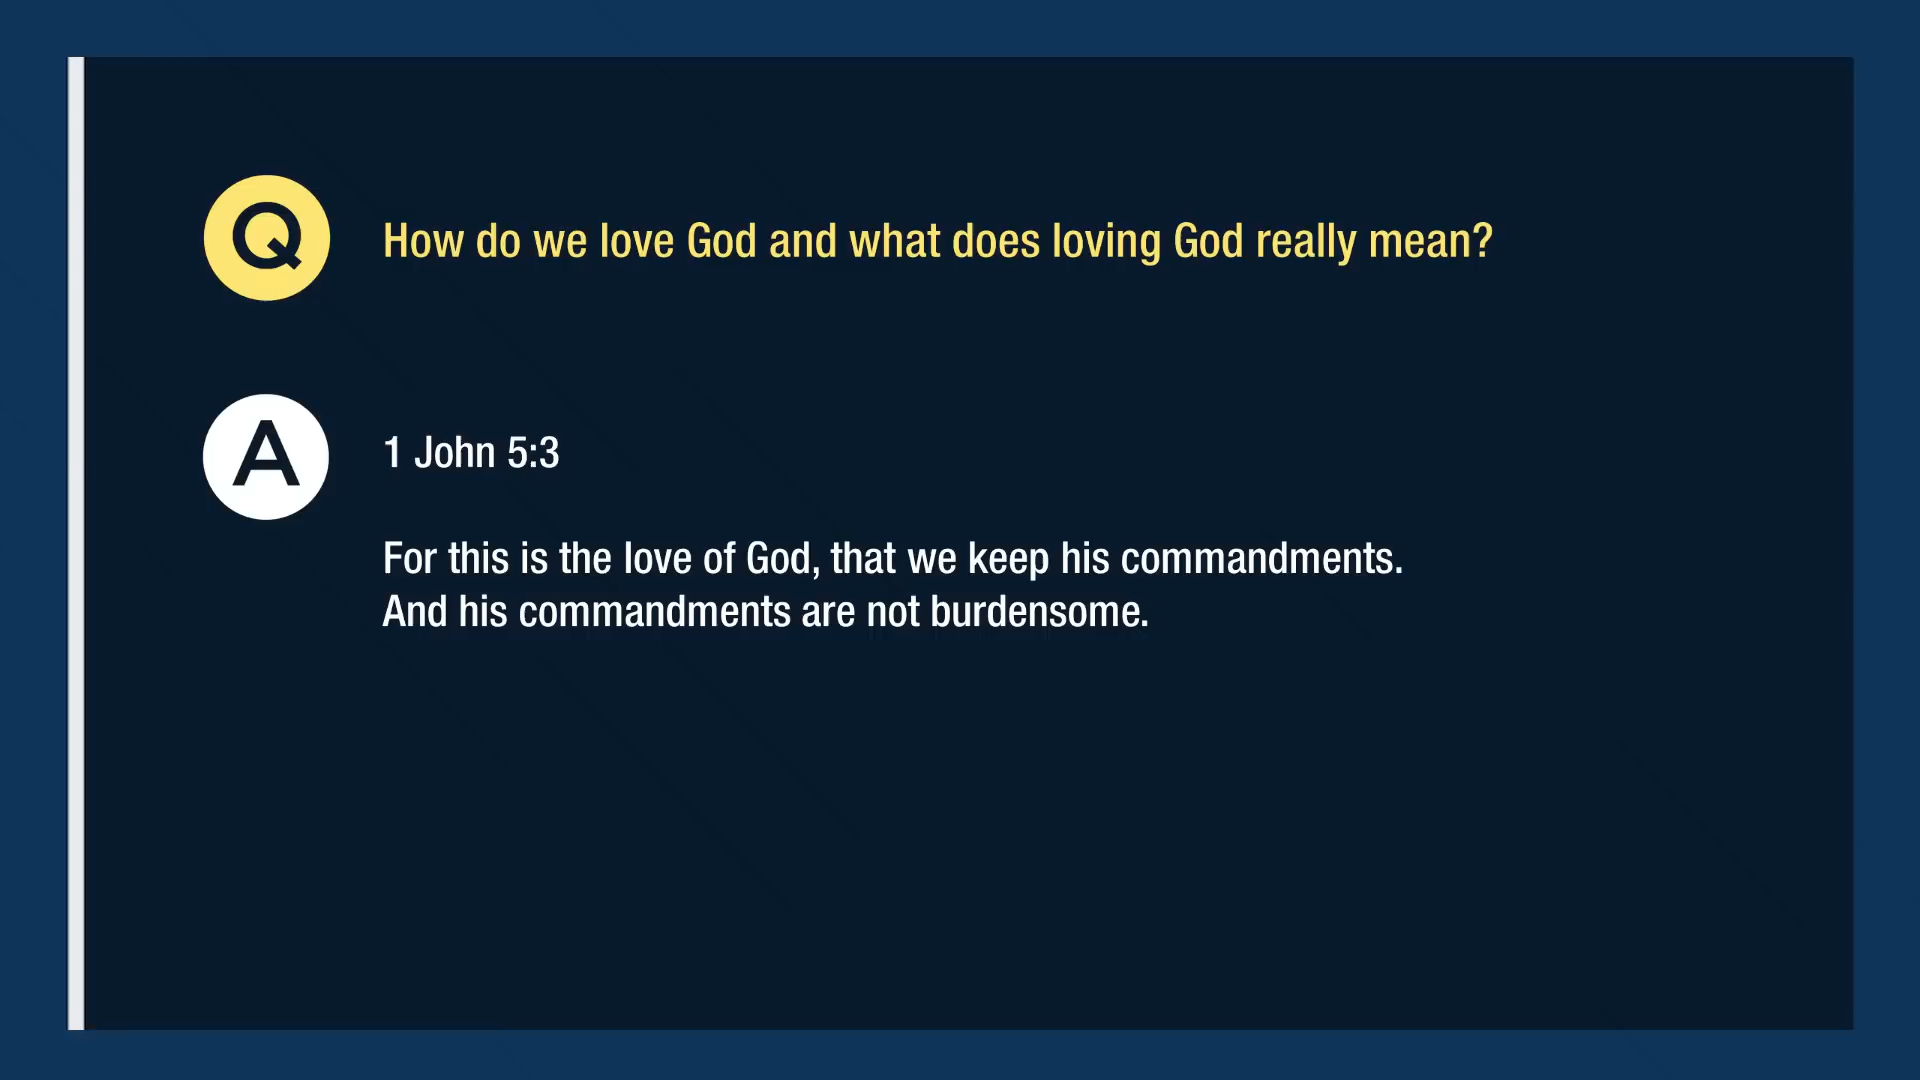 Q How do we love God and what does loving God really mean?
A 1 John 5:3
For this is the love of God, that we keep his commandments.
And his commandments are not burdensome.